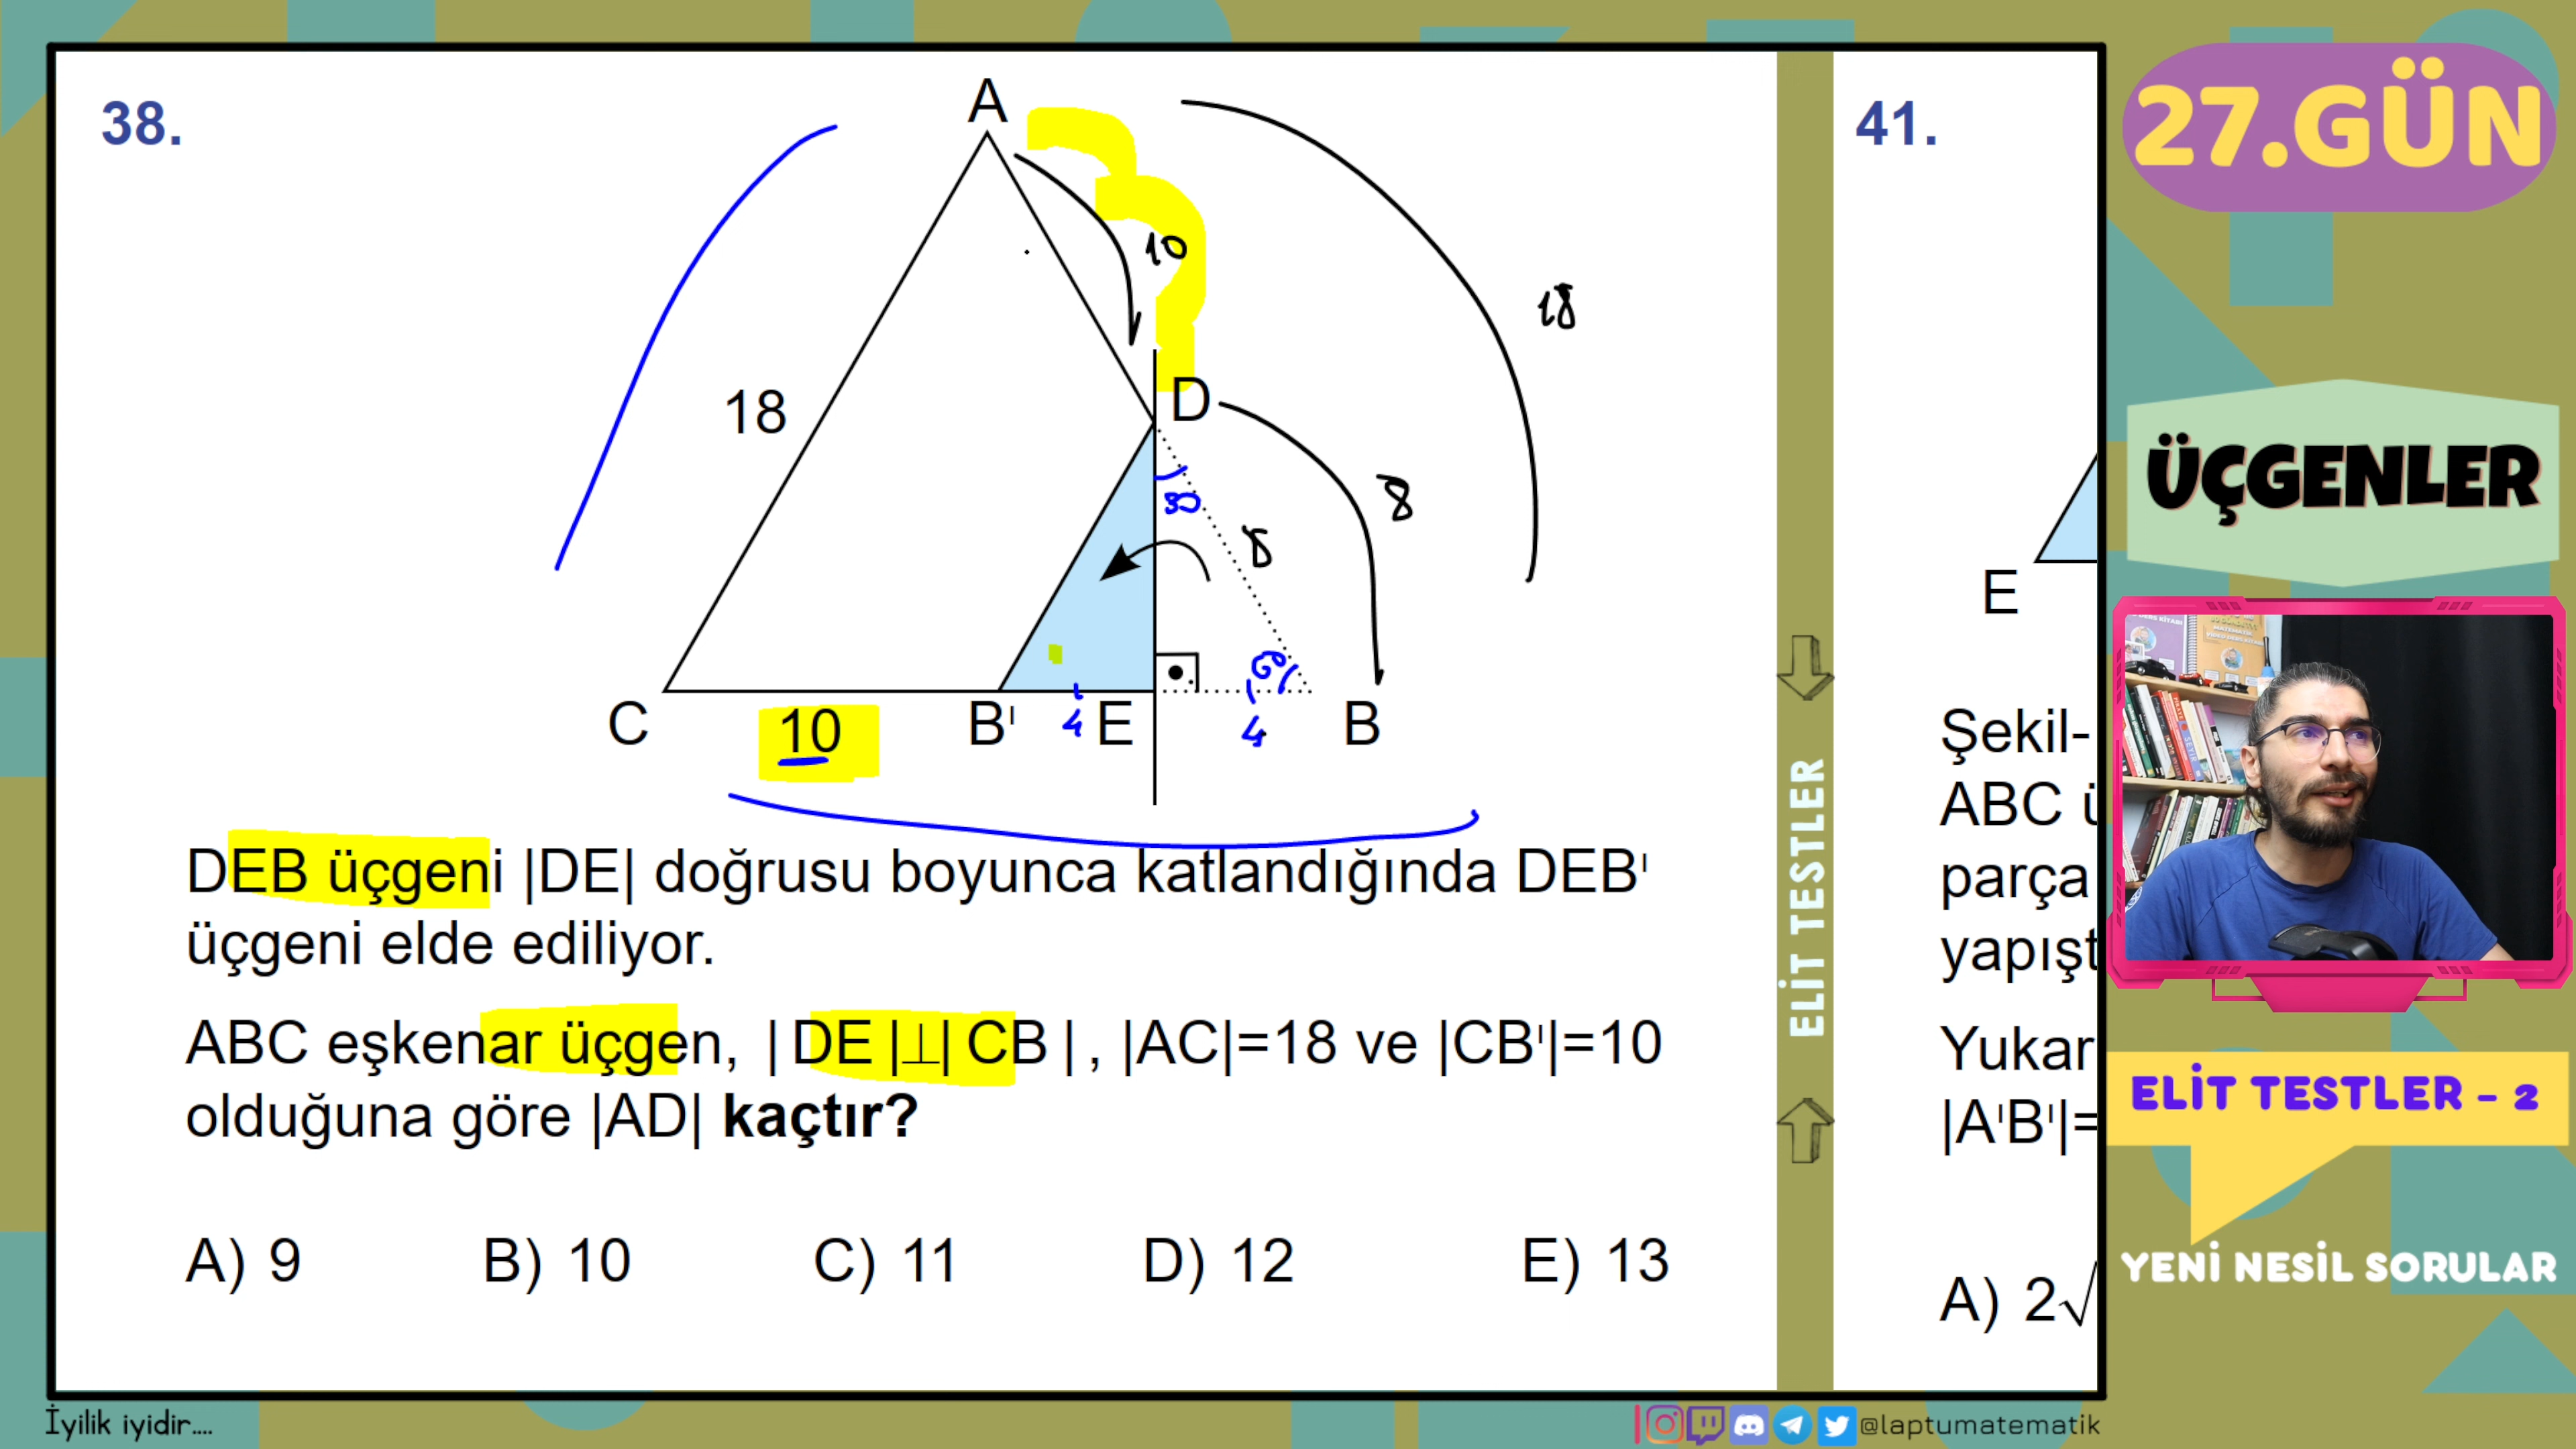 38.
A
10
18
18
D
8
30
8
60
C
10
B'
4
E
4
B
DEB üçgeni |DE| doğrusu boyunca katlandığında DEB'
üçgeni elde ediliyor.
ABC eşkenar üçgen, |DE|⊥|CB|, |AC|=18 ve |CB'|=10
olduğuna göre |AD| kaçtır?
A) 9 B) 10 C) 11 D) 12 E) 13
ELİT TESTLER
41.
E
Şekil-
ABC ü
parça
yapışt
Yukar
|A'B'|=
A) 2√
27.GÜN
ÜÇGENLER
ELİT TESTLER - 2
YENİ NESİL SORULAR
İyilik iyidir....
@laptumatematik